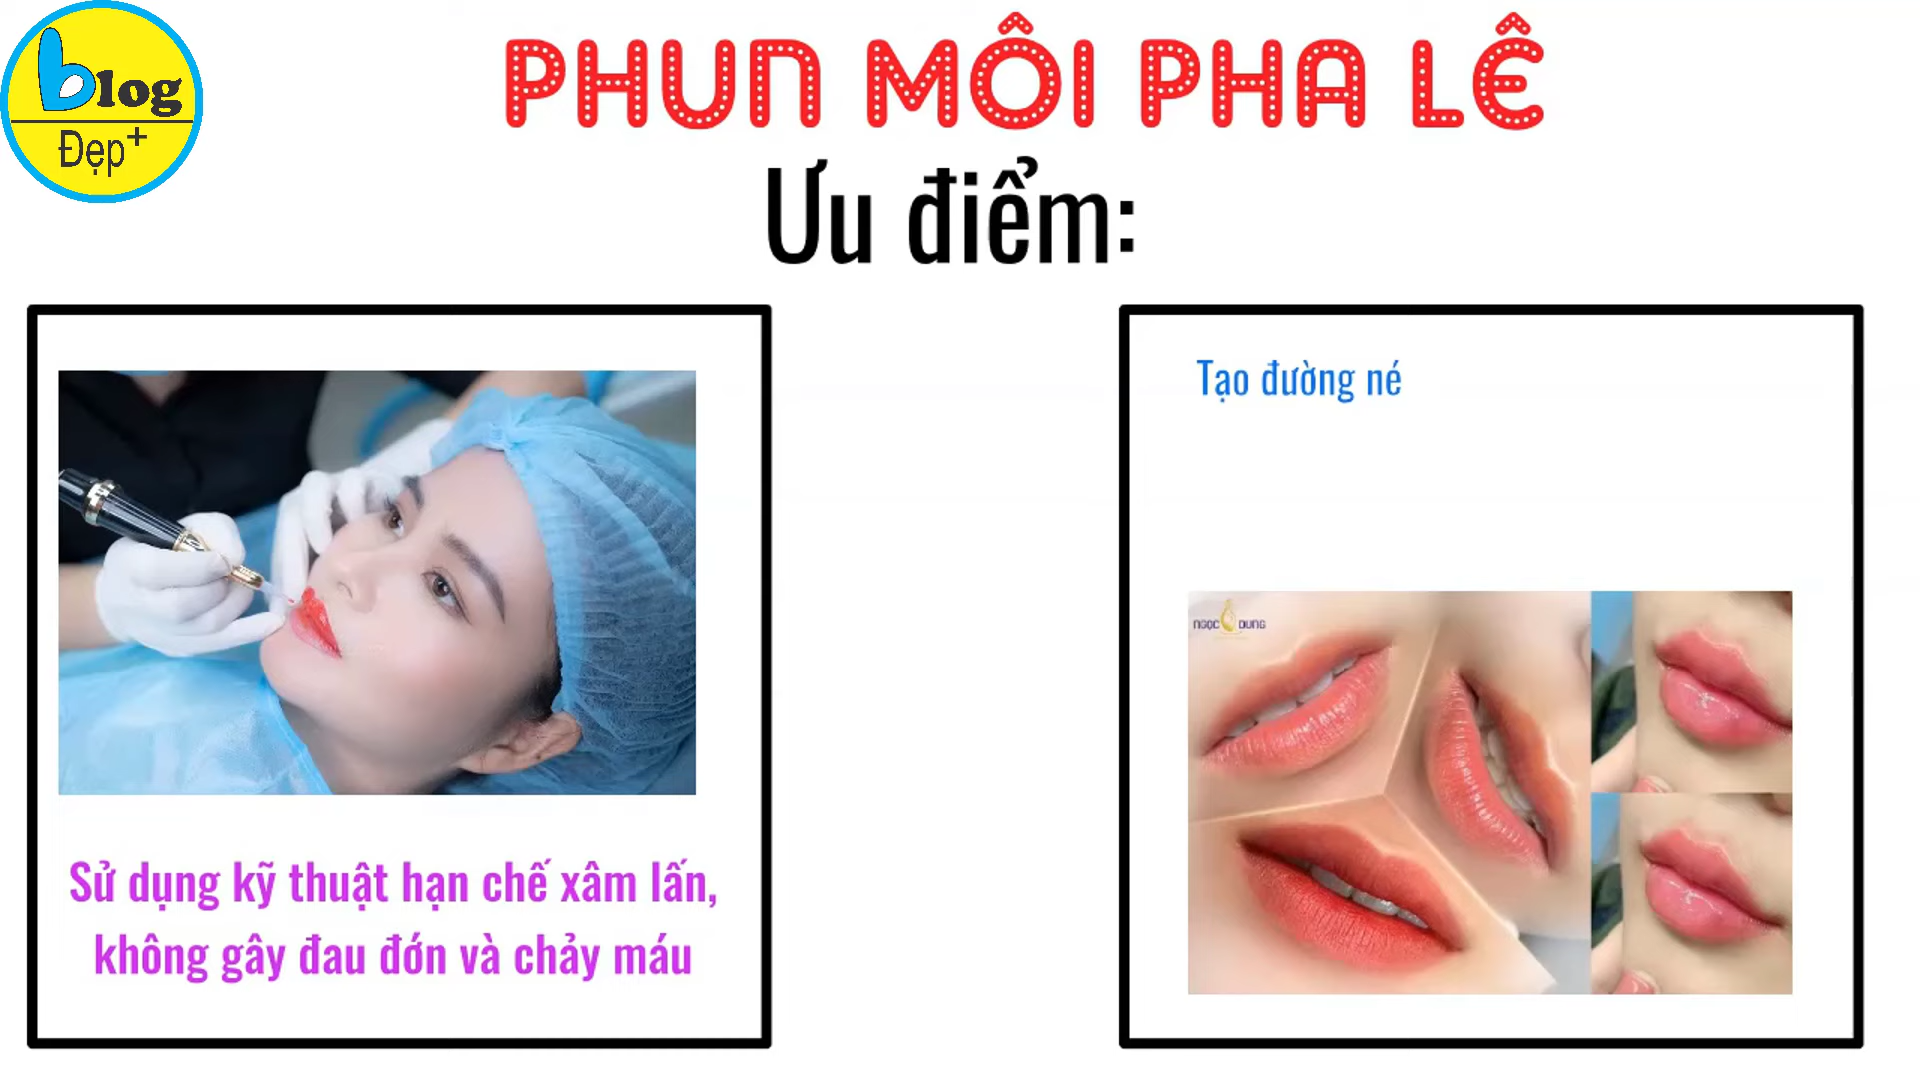 blog
Đẹp+
PHUN MÔI PHA LÊ
Ưu điểm:
Sử dụng kỹ thuật hạn chế xâm lấn,
không gây đau đớn và chảy máu
Tạo đường né
NGỌC DUNG